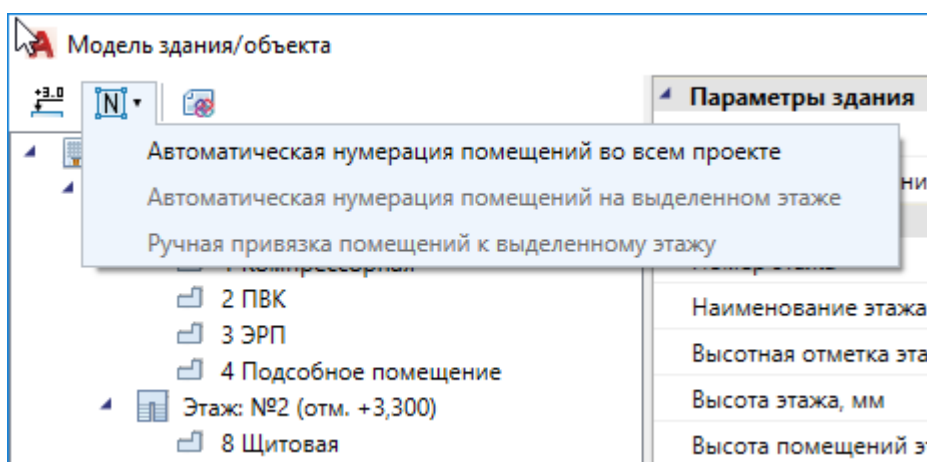 Модель здания/объекта
+3.0
N
Параметры здания
Автоматическая нумерация помещений во всем проекте
Автоматическая нумерация помещений на выделенном этаже
Ручная привязка помещений к выделенному этажу
1 Компрессорная
2 ПВК
Наименование этажа
3 ЭРП
Высотная отметка эта
4 Подсобное помещение
Этаж: №2 (отм. +3,300)
Высота этажа, мм
8 Щитовая
Высота помещений э